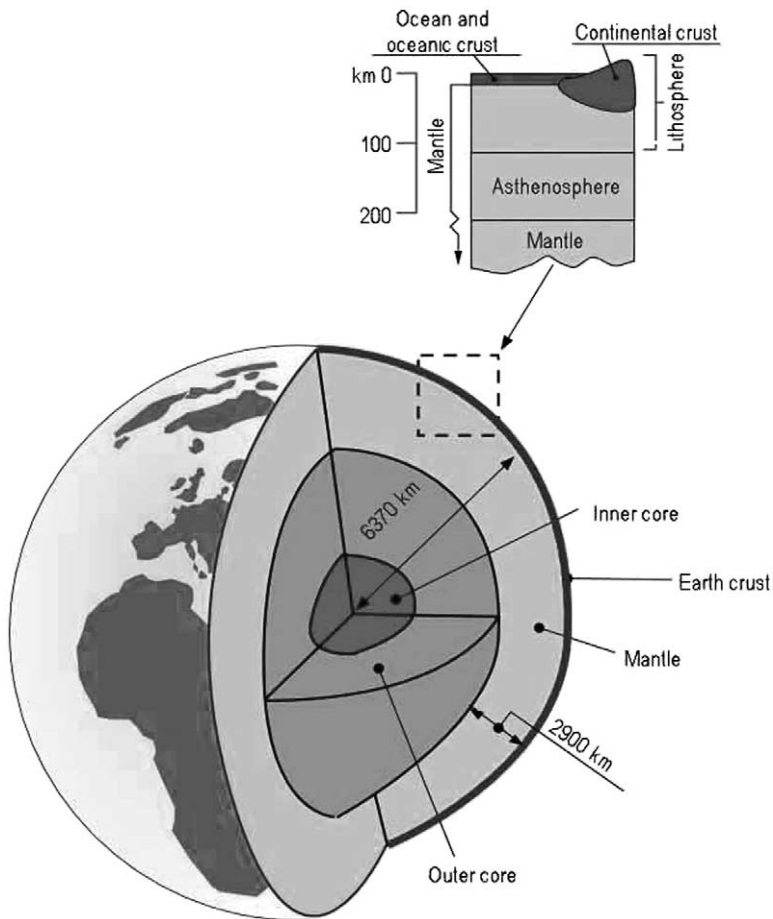 Ocean and
oceanic crust
Continental crust
km 0
100
200
Mantle
Lithosphere
Asthenosphere
Mantle
6370 km
Inner core
Earth crust
Mantle
2900 km
Outer core